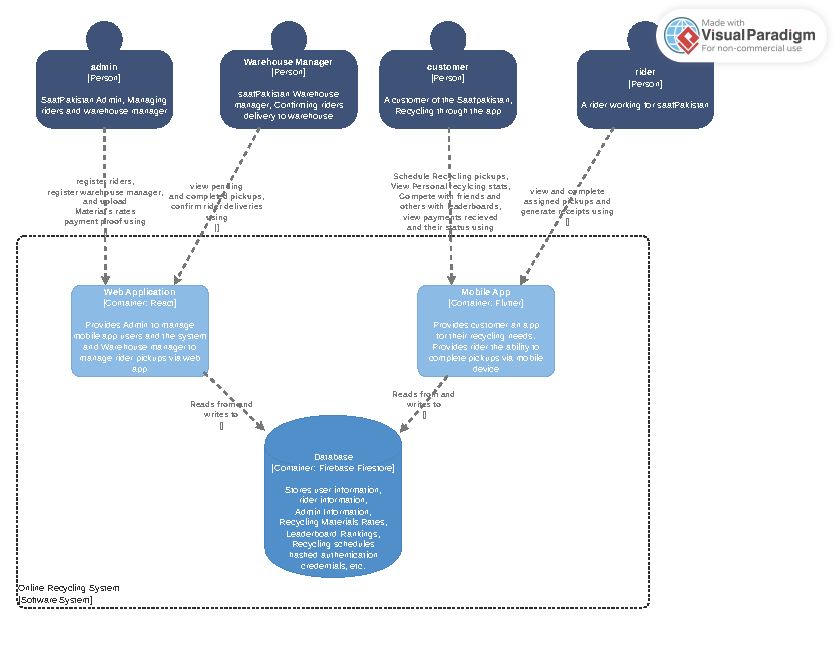 Made with
VisualParadigm
For non-commercial use
admin
[Person]
SaatPakistan Admin, Managing
riders and warehouse manager
Warehouse Manager
[Person]
saatPakistan Warehouse
manager, Confirming riders
delivery to warehouse
customer
[Person]
A customer of the Saatpakistan,
Recycling through the app
rider
[Person]
A rider working for saatPakistan
register riders,
register warehouse manager,
and upload
Materials rates
payment proof using
view pending
and completed pickups,
confirm rider deliveries
using
[]
Schedule Recycling pickups,
View Personal recylcing stats,
Compete with friends and
others with leaderboards,
view payments recieved
and their status using
view and complete
assigned pickups and
generate receipts using
[]
Web Application
[Container: React]
Provides Admin to manage
mobile app users and the system
and Warehouse manager to
manage rider pickups via web
app
Mobile App
[Container: Flutter]
Provides customer an app
for their recycling needs.
Provides rider the ability to
complete pickups via mobile
device
Reads from and
writes to
[]
Reads from and
writes to
[]
Database
[Container: Firebase Firestore]
Stores user information,
rider information,
Admin Information,
Recycling Materials Rates,
Leaderboard Rankings,
Recycling schedules
hashed authentication
credentials, etc.
Online Recycling System
[Software System]